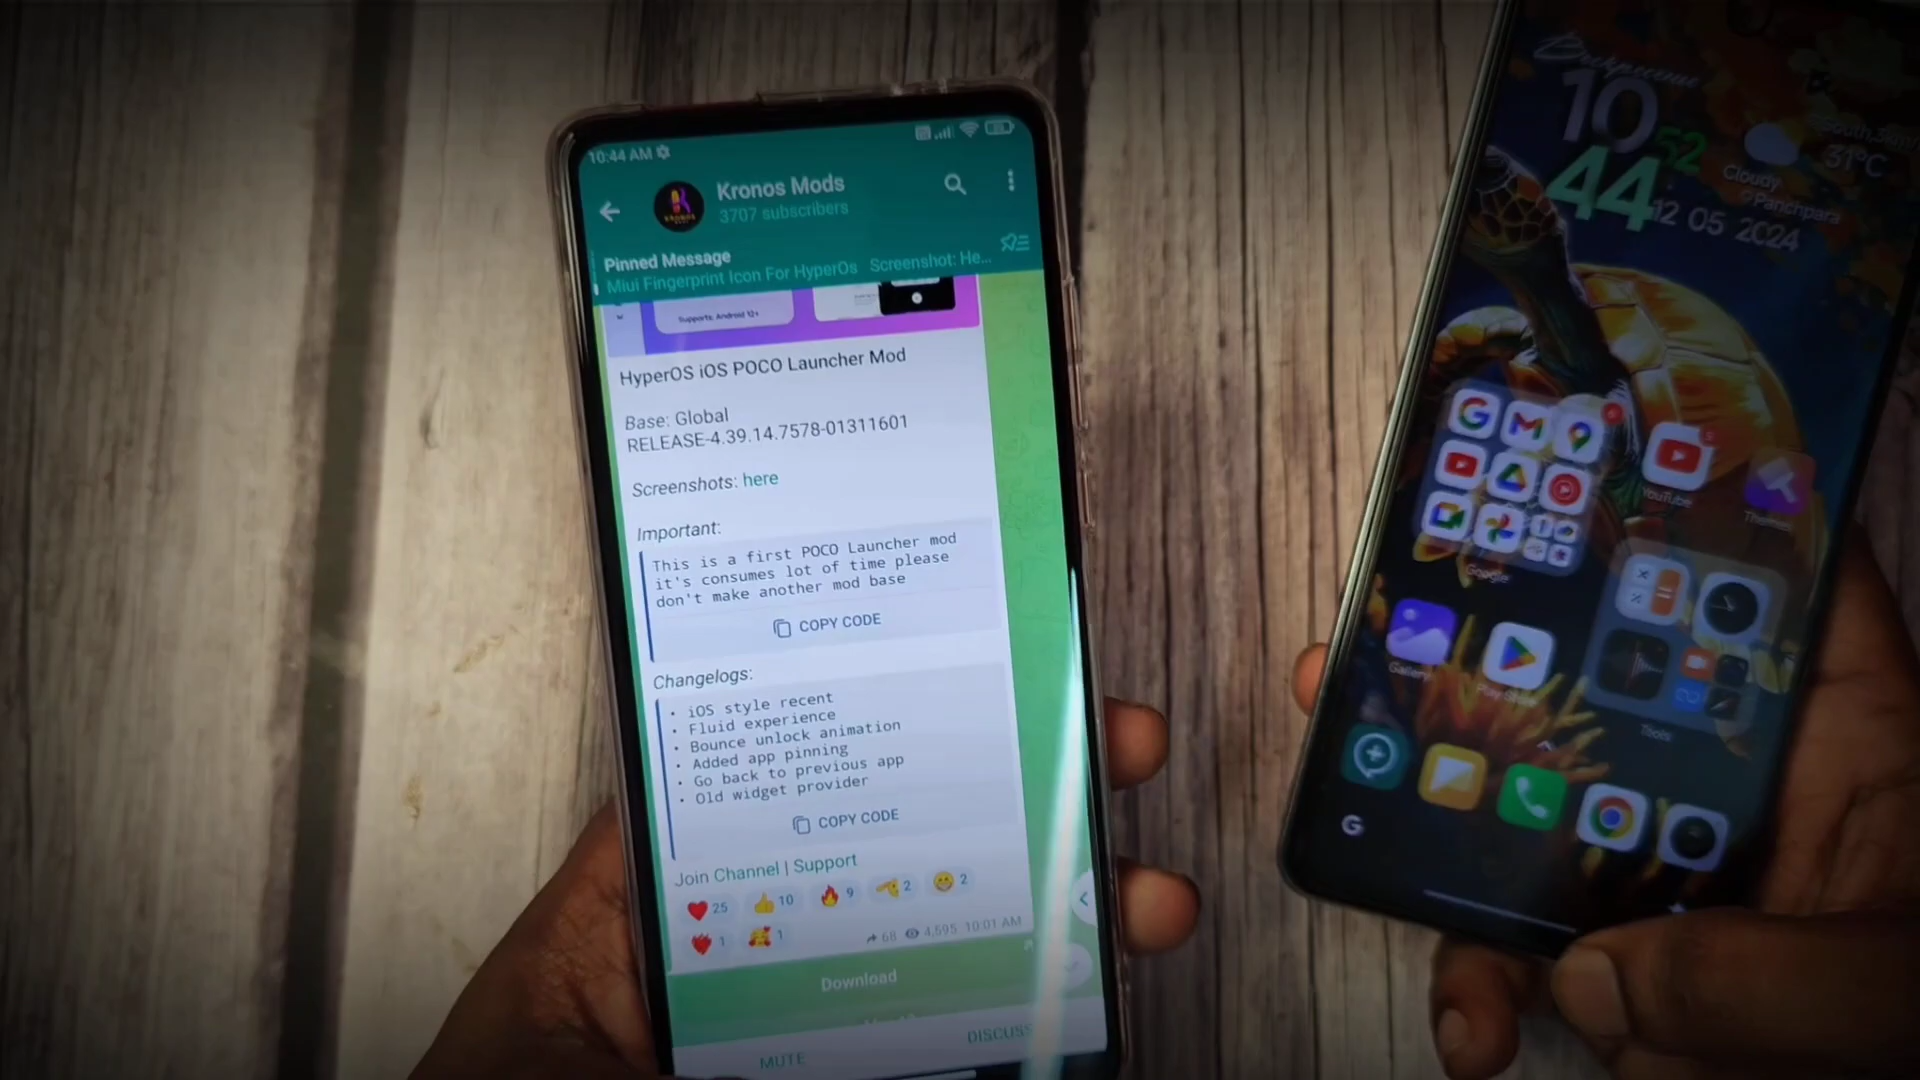 10:44 AM
Kronos Mods
3707 subscribers
Pinned Message
Miui Fingerprint Icon For HyperOs Screenshot: He...
Supports: Android 12+
HyperOS iOS POCO Launcher Mod
Base: Global
RELEASE-4.39.14.7578-01311601
Screenshots: here
Important:
This is a first POCO Launcher mod
it's consumes lot of time please
don't make another mod base
COPY CODE
Changelogs:
• iOS style recent
• Fluid experience
• Bounce unlock animation
• Added app pinning
• Go back to previous app
• Old widget provider
COPY CODE
Join Channel | Support
25 10 9 2 2
1 1 68 4,595 10:01 AM
Download
MUTE
DISCUSS
Воскресение
10 52
44
12 05 2024
31°C
Cloudy
Panchpara
Google
YouTube
Themes
Gallery
Play Store
Tools